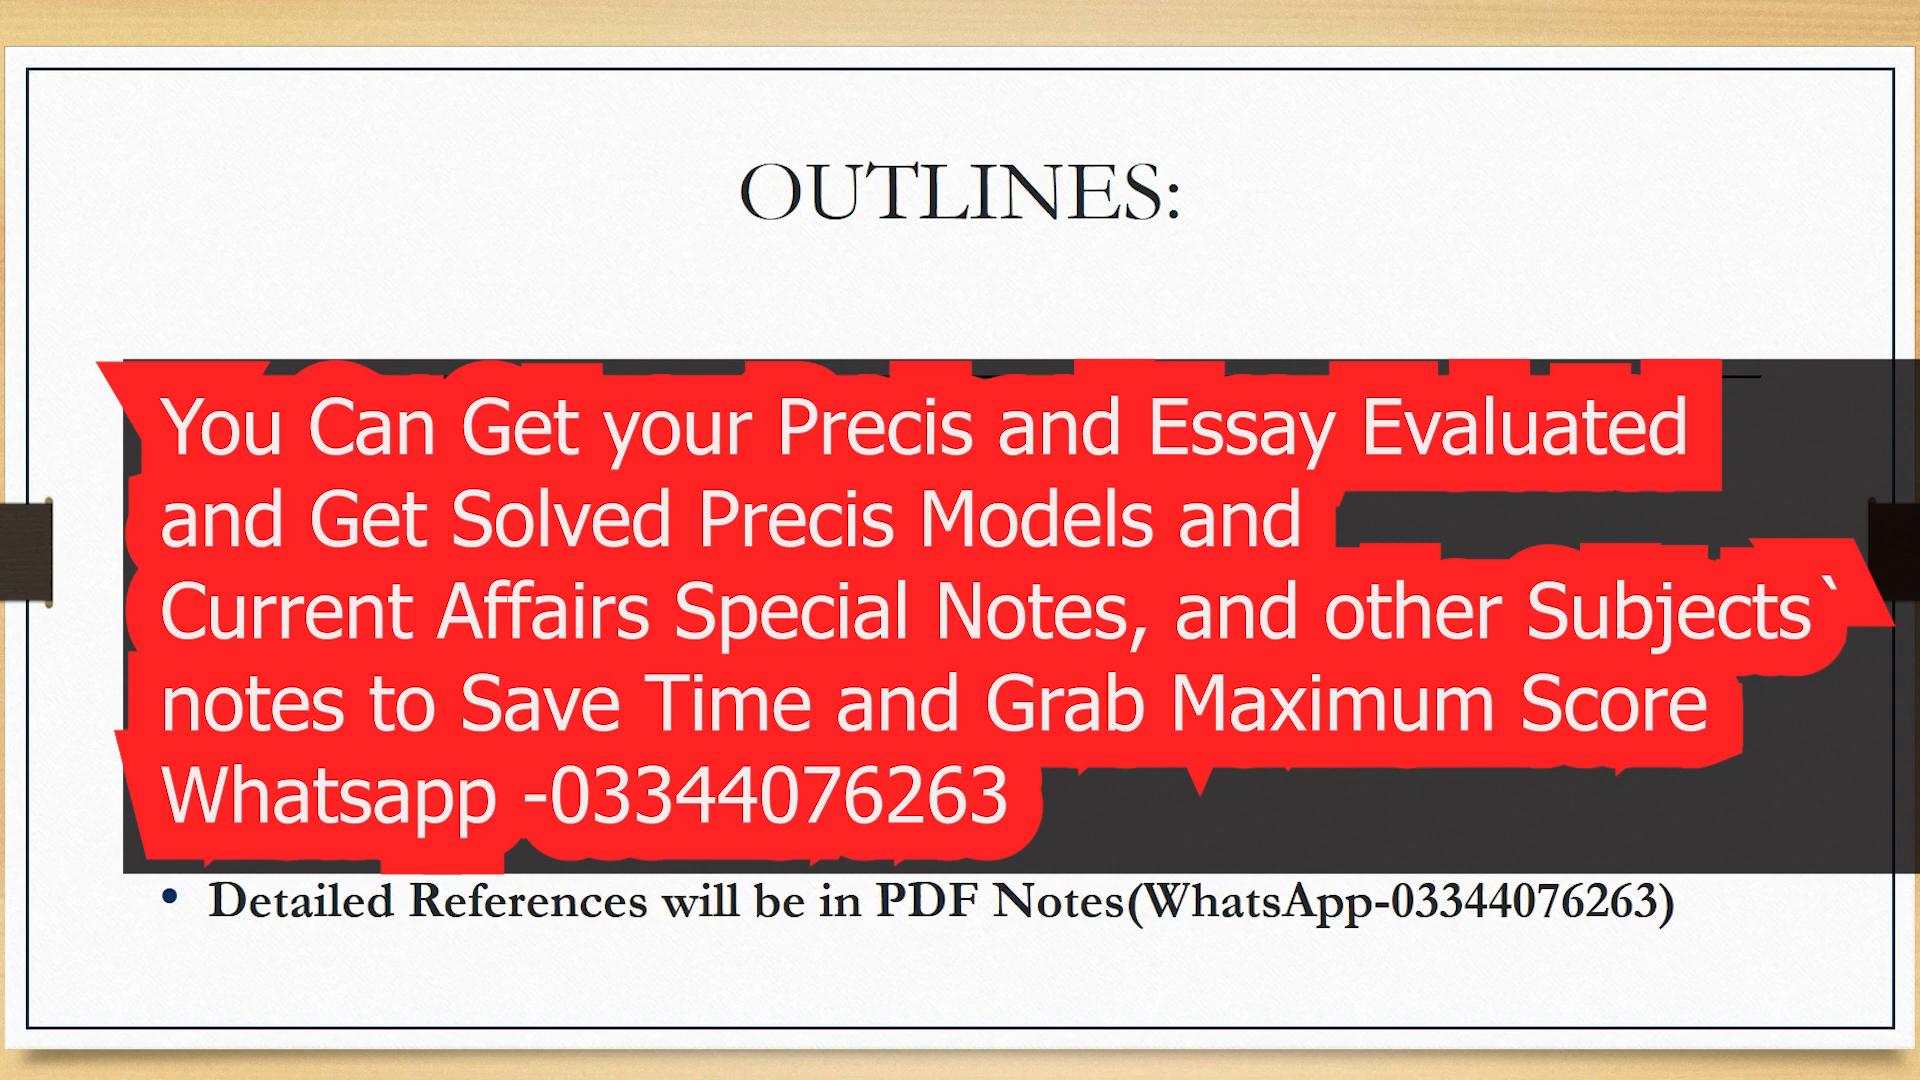 OUTLINES:
You Can Get your Precis and Essay Evaluated
and Get Solved Precis Models and
Current Affairs Special Notes, and other Subjects`
notes to Save Time and Grab Maximum Score
Whatsapp -03344076263
• Detailed References will be in PDF Notes(WhatsApp-03344076263)